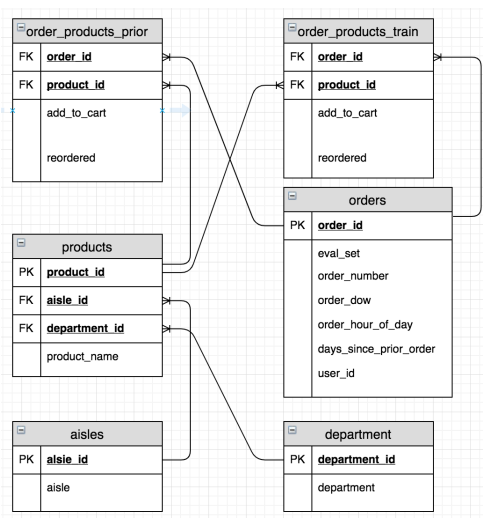 order_products_prior
FK order_id
FK product_id
add_to_cart
reordered
order_products_train
FK order_id
FK product_id
add_to_cart
reordered
orders
PK order_id
eval_set
order_number
order_dow
order_hour_of_day
days_since_prior_order
user_id
products
PK product_id
FK aisle_id
FK department_id
product_name
aisles
PK alsie_id
aisle
department
PK department_id
department